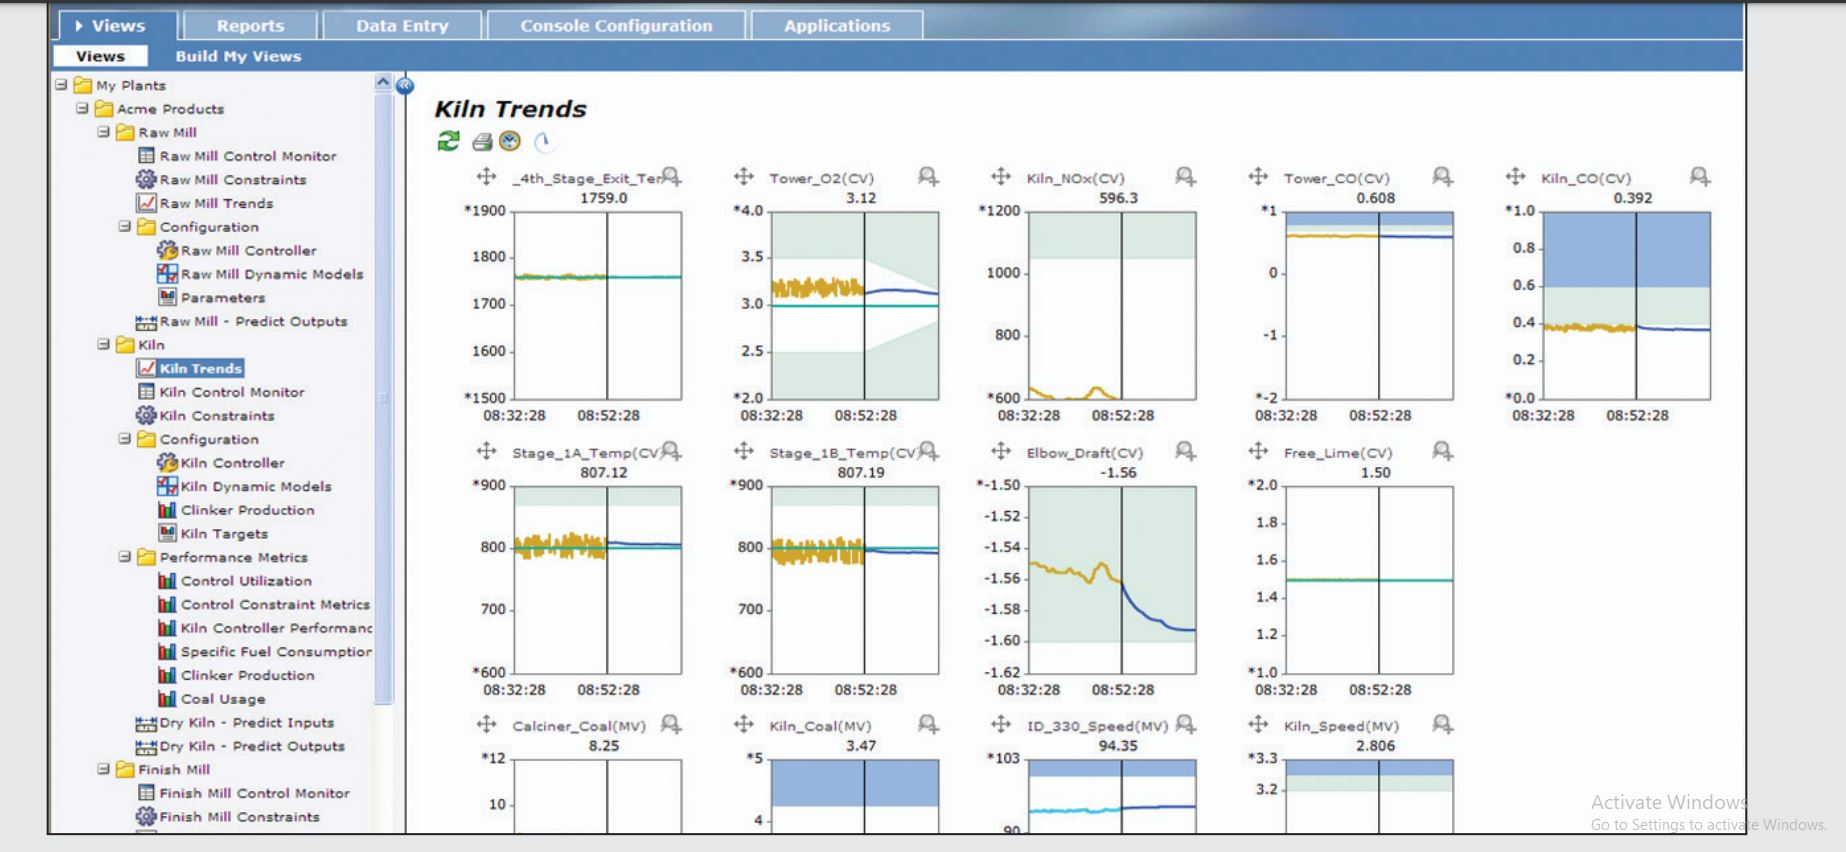 Views Reports Data Entry Console Configuration Applications
Views Build My Views
My Plants
Acme Products
Raw Mill
Raw Mill Control Monitor
Raw Mill Constraints
Raw Mill Trends
Configuration
Raw Mill Controller
Raw Mill Dynamic Models
Parameters
Raw Mill - Predict Outputs
Kiln
Kiln Trends
Kiln Control Monitor
Kiln Constraints
Configuration
Kiln Controller
Kiln Dynamic Models
Clinker Production
Kiln Targets
Performance Metrics
Control Utilization
Control Constraint Metrics
Kiln Controller Performanc
Specific Fuel Consumption
Clinker Production
Coal Usage
Dry Kiln - Predict Inputs
Dry Kiln - Predict Outputs
Finish Mill
Finish Mill Control Monitor
Finish Mill Constraints
Kiln Trends
_4th_Stage_Exit_Ter
1759.0
*1900
1800
1700
1600
*1500
08:32:28 08:52:28
Tower_O2(CV)
3.12
*4.0
3.5
3.0
2.5
*2.0
08:32:28 08:52:28
Kiln_NOx(CV)
596.3
*1200
1000
800
*600
08:32:28 08:52:28
Tower_CO(CV)
0.608
*1
0
-1
*-2
08:32:28 08:52:28
Kiln_CO(CV)
0.392
*1.0
0.8
0.6
0.4
0.2
*0.0
08:32:28 08:52:28
Stage_1A_Temp(CV)
807.12
*900
800
700
*600
08:32:28 08:52:28
Stage_1B_Temp(CV)
807.19
*900
800
700
*600
08:32:28 08:52:28
Elbow_Draft(CV)
-1.56
*-1.50
-1.52
-1.54
-1.56
-1.58
-1.60
-1.62
08:32:28 08:52:28
Free_Lime(CV)
1.50
*2.0
1.8
1.6
1.4
1.2
*1.0
08:32:28 08:52:28
Calciner_Coal(MV)
8.25
*12
10
Kiln_Coal(MV)
3.47
*5
4
ID_330_Speed(MV)
94.35
*103
90
Kiln_Speed(MV)
2.806
*3.3
3.2
Activate Windows
Go to Settings to activate Windows.